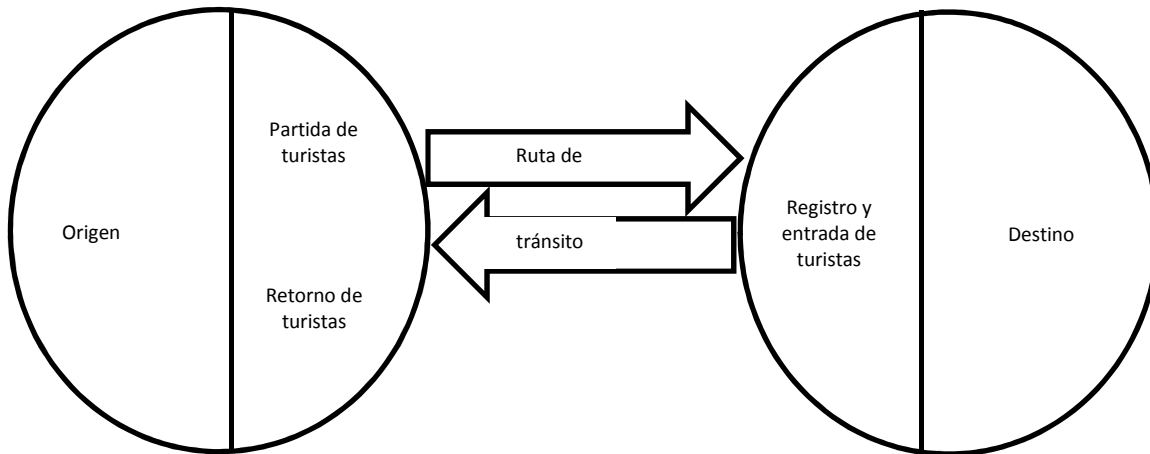 Origen
Partida de
turistas
Retorno de
turistas
Ruta de
tránsito
Registro y
entrada de
turistas
Destino